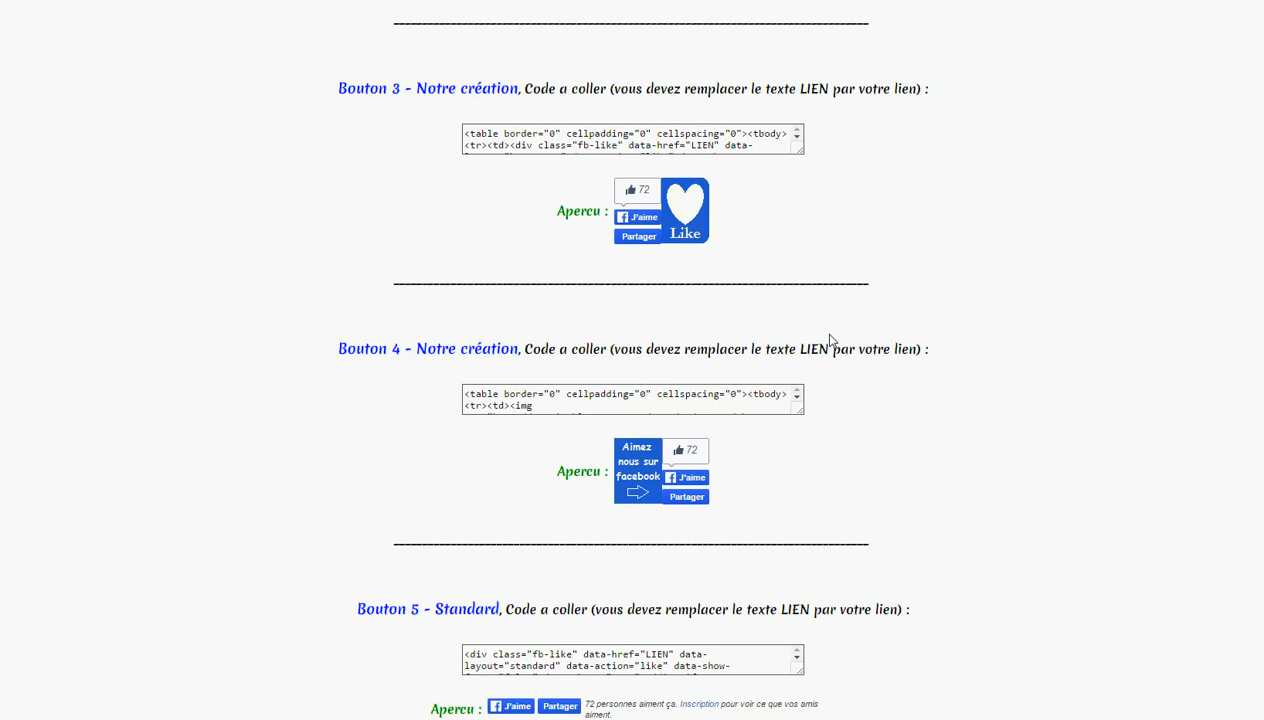 Bouton 3 - Notre création, Code a coller (vous devez remplacer le texte LIEN par votre lien) :
<table border="0" cellpadding="0" cellspacing="0"><tbody>
<tr><td><div class="fb-like" data-href="LIEN" data-
72
Apercu :
J'aime
Partager
Like
Bouton 4 - Notre création, Code a coller (vous devez remplacer le texte LIEN par votre lien) :
<table border="0" cellpadding="0" cellspacing="0"><tbody>
<tr><td><img
Apercu :
Aimez
nous sur
facebook
72
J'aime
Partager
Bouton 5 - Standard, Code a coller (vous devez remplacer le texte LIEN par votre lien) :
<div class="fb-like" data-href="LIEN" data-
layout="standard" data-action="like" data-show-
Apercu :
J'aime
Partager
72 personnes aiment ça. Inscription pour voir ce que vos amis
aiment.